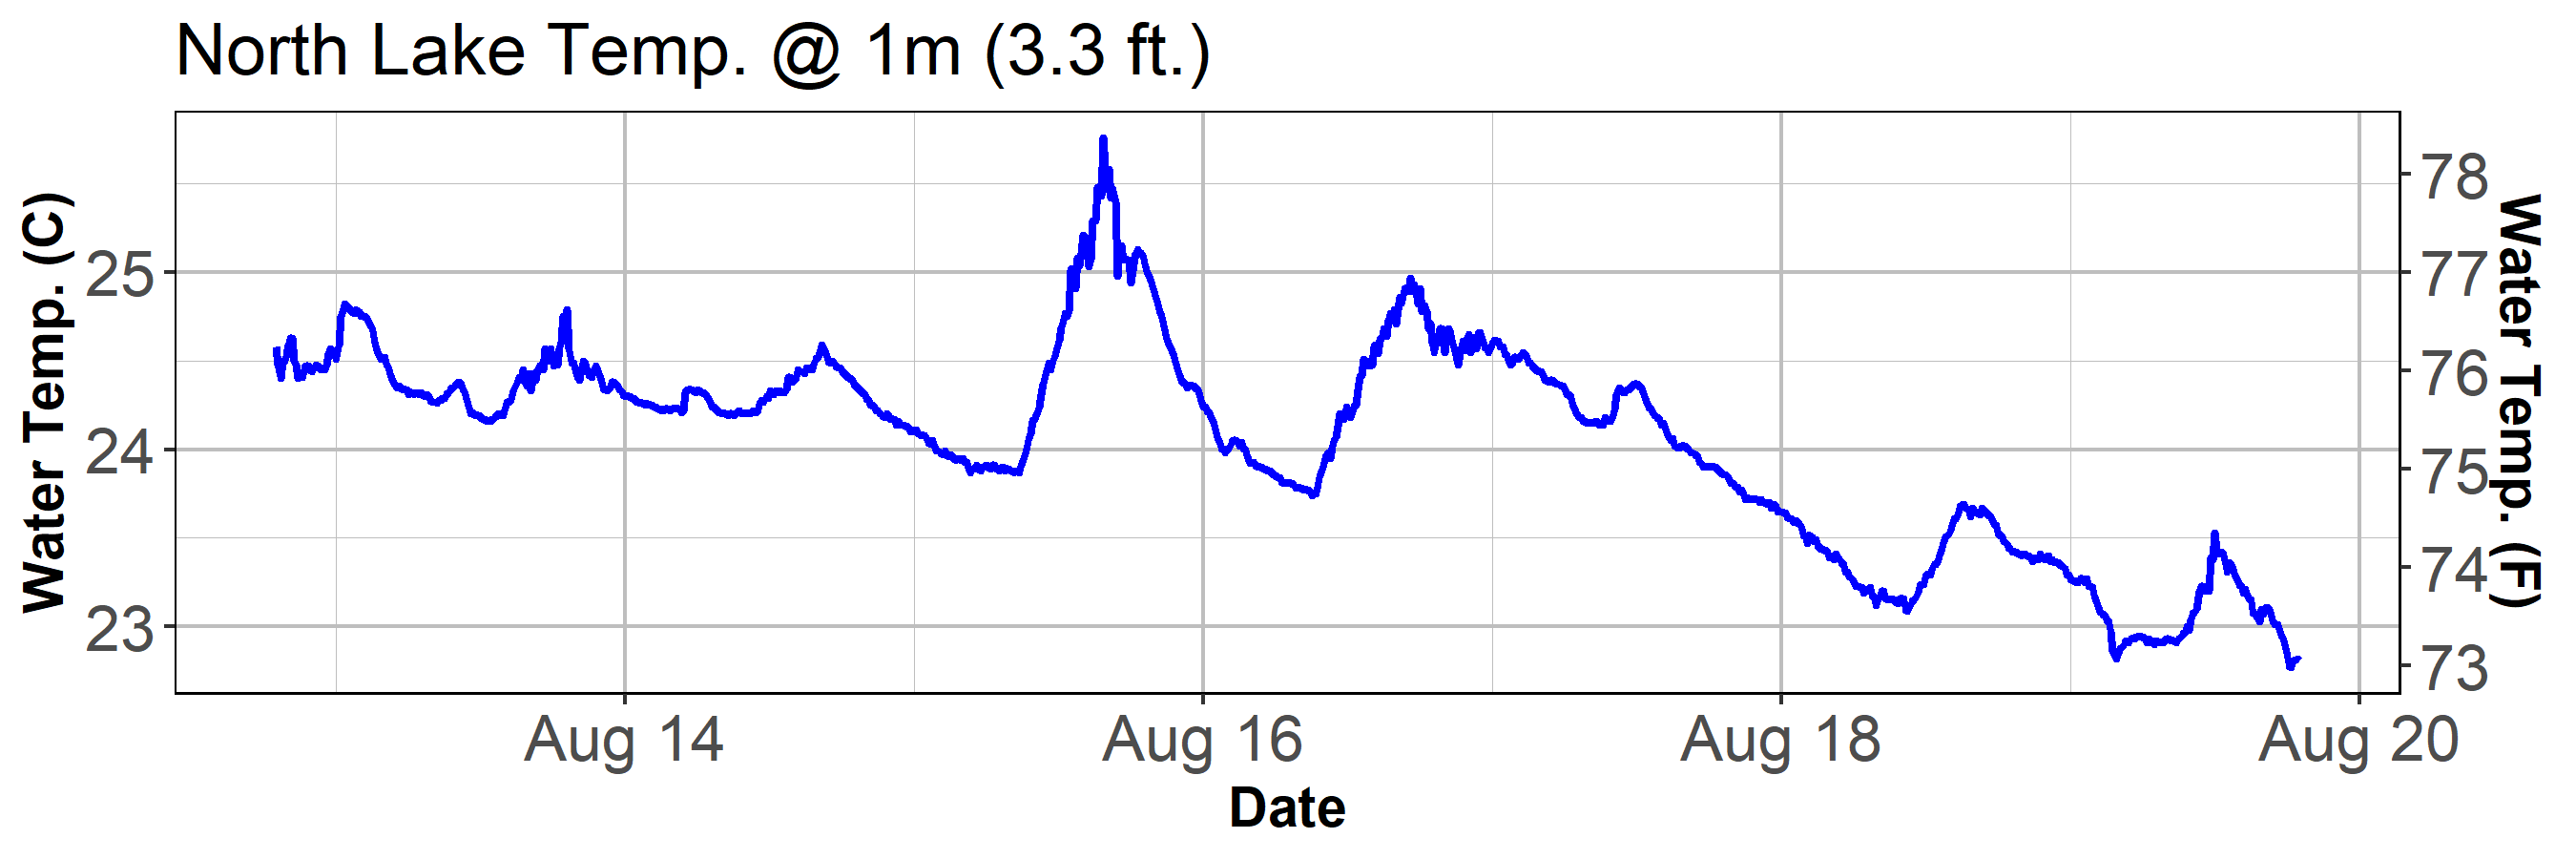 North Lake Temp. @ 1m (3.3 ft.)
Water Temp. (C)
25
24
23
78
77
76
75
74
73
Water Temp. (F)
Aug 14
Aug 16
Aug 18
Aug 20
Date